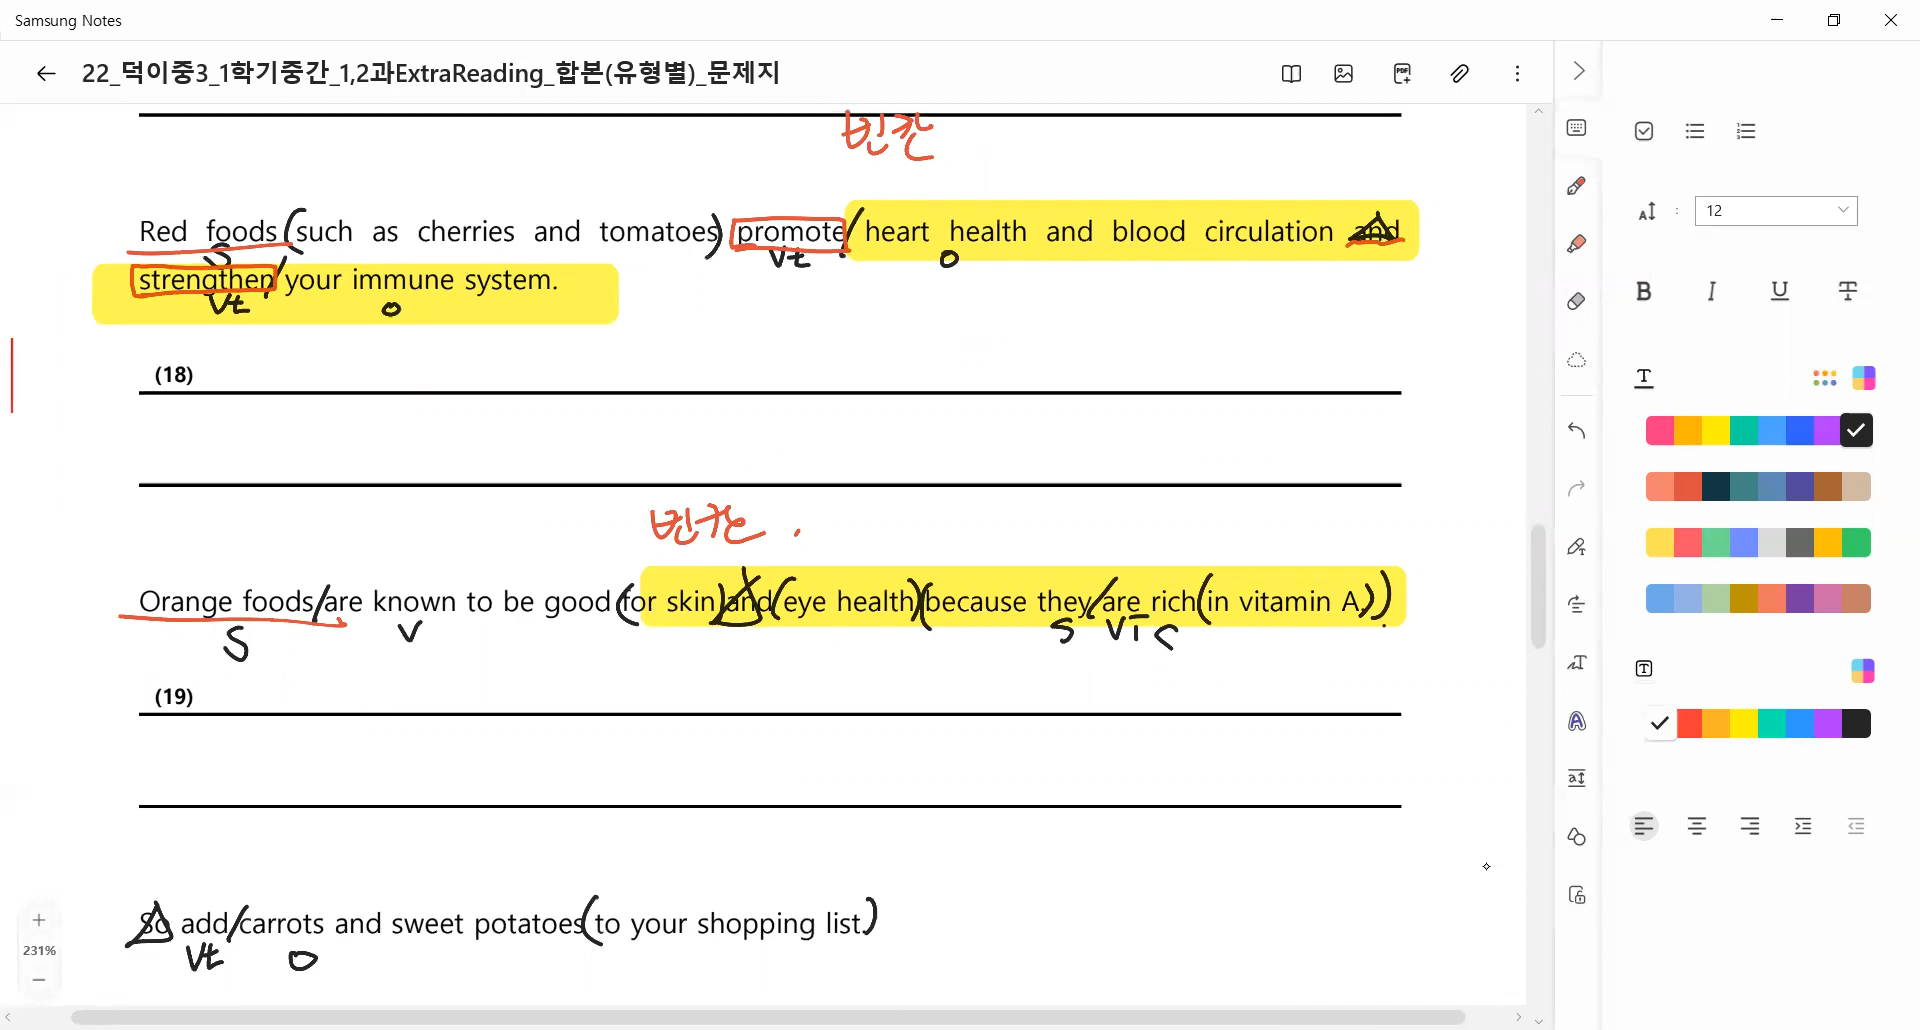 Samsung Notes
22_덕이중3_1학기중간_1,2과ExtraReading_합본(유형별)_문제지
빈칸
Red foods (such as cherries and tomatoes) promote / heart health and blood circulation and
S Vt O
strengthen / your immune system.
Vt O
(18)
빈칸.
Orange foods / are known to be good (for skin) and (eye health) (because they / are rich (in vitamin A.))
S V S Vi C
(19)
So add / carrots and sweet potatoes (to your shopping list.)
Vt O
231%
12
B I U T